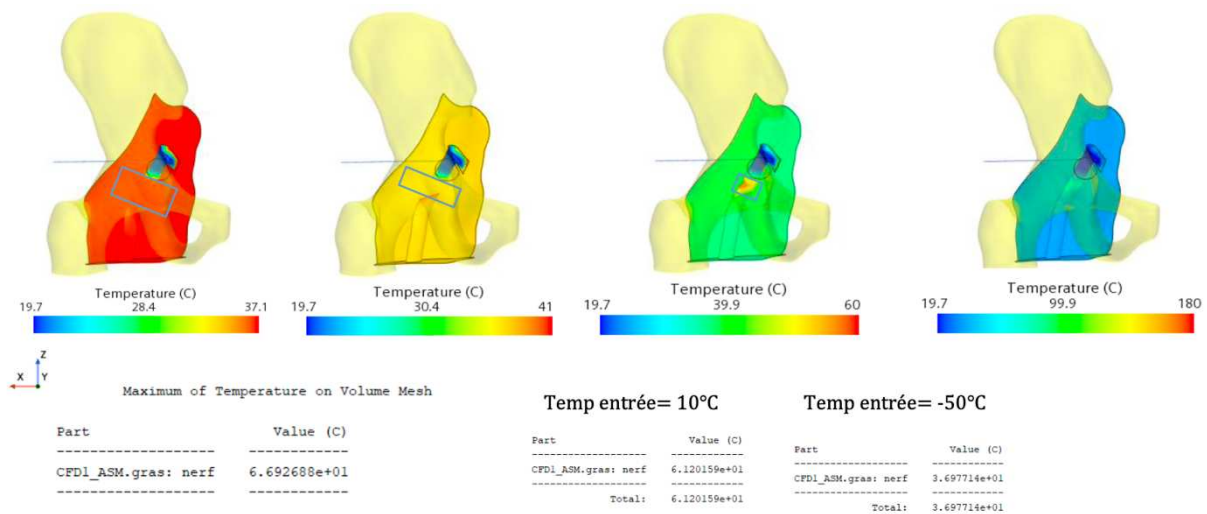 Temperature (C)
19.7 28.4 37.1
Temperature (C)
19.7 30.4 41
Temperature (C)
19.7 39.9 60
Temperature (C)
19.7 99.9 180
Z
X Y
Maximum of Temperature on Volume Mesh
Part Value (C)
------------------- ------------
CFD1_ASM.gras: nerf 6.692688e+01
------------------- ------------
Temp entrée= 10°C
Part Value (C)
------------------- ------------
CFD1_ASM.gras: nerf 6.120159e+01
------------------- ------------
Total: 6.120159e+01
Temp entrée= -50°C
Part Value (C)
------------------- ------------
CFD1_ASM.gras: nerf 3.697714e+01
------------------- ------------
Total: 3.697714e+01